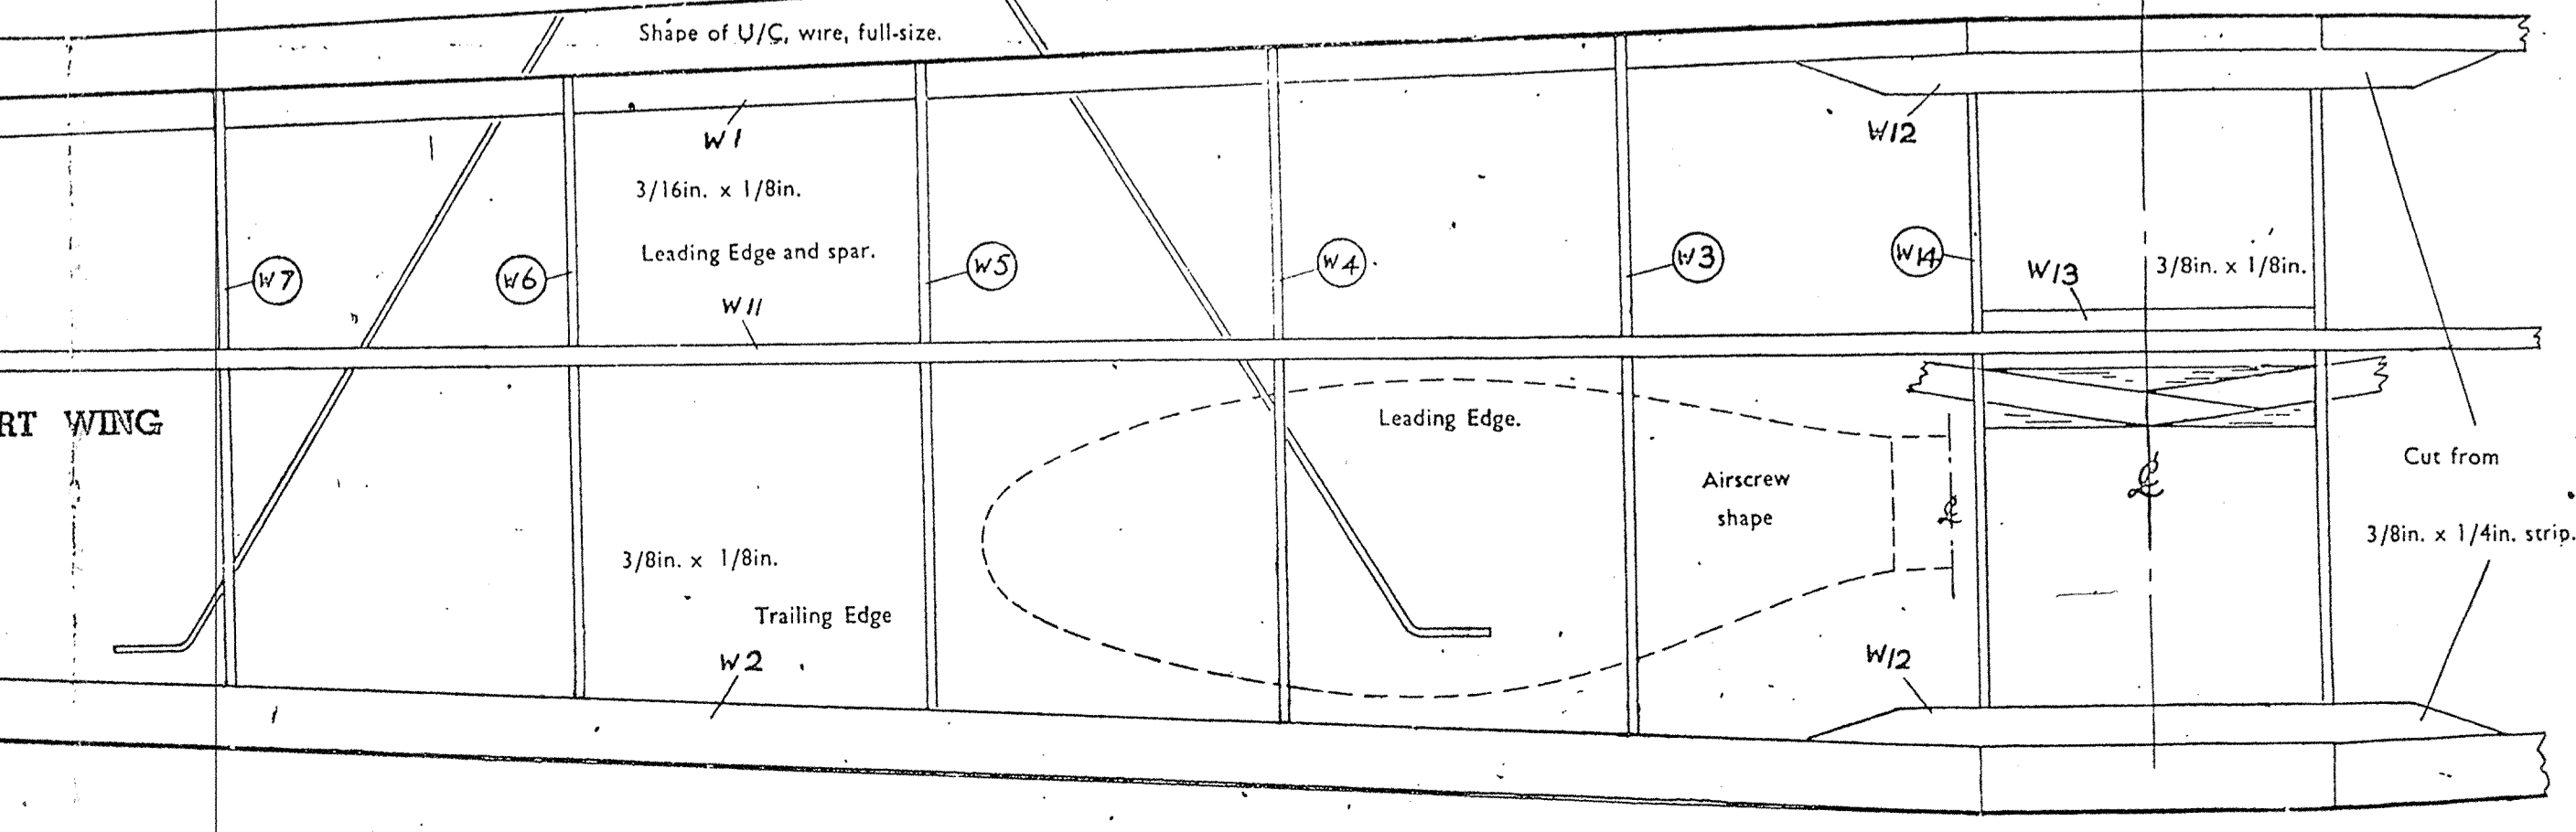 Shape of U/C, wire, full-size.
W1
3/16in. x 1/8in.
Leading Edge and spar.
W11
W7
W6
W5
W4
W3
W14
W12
W13
3/8in. x 1/8in.
RT WING
Leading Edge.
Airscrew
shape
℄
℄
Cut from
3/8in. x 1/4in. strip.
3/8in. x 1/8in.
Trailing Edge
W2
W12